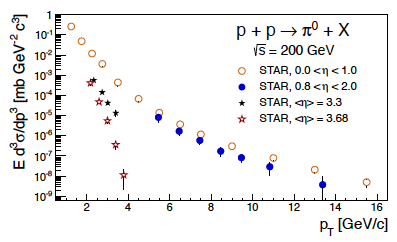 p + p → π⁰ + X
√s = 200 GeV
STAR, 0.0 < η < 1.0
STAR, 0.8 < η < 2.0
STAR, <η> = 3.3
STAR, <η> = 3.68
E d³σ/dp³ [mb GeV⁻² c³]
1
10⁻¹
10⁻²
10⁻³
10⁻⁴
10⁻⁵
10⁻⁶
10⁻⁷
10⁻⁸
10⁻⁹
2 4 6 8 10 12 14 16
p_T [GeV/c]